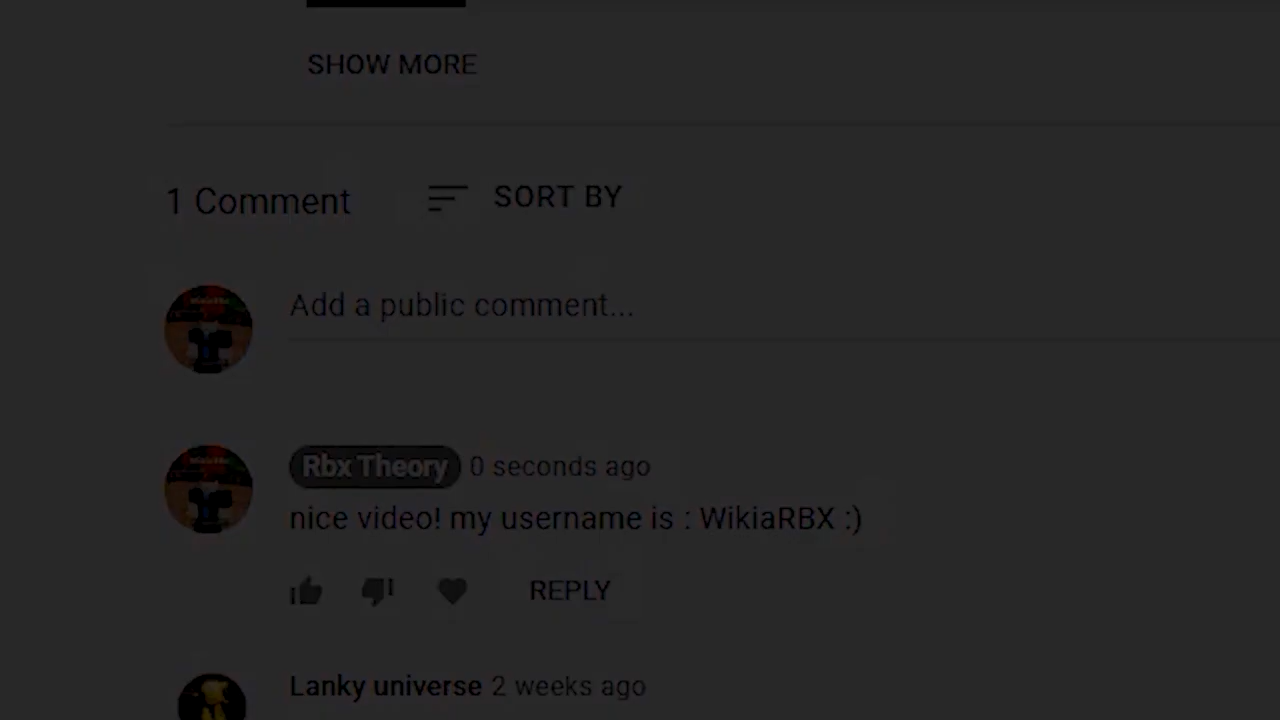 SHOW MORE
1 Comment
SORT BY
Add a public comment...
Rbx Theory 0 seconds ago
nice video! my username is : WikiaRBX :)
REPLY
Lanky universe 2 weeks ago